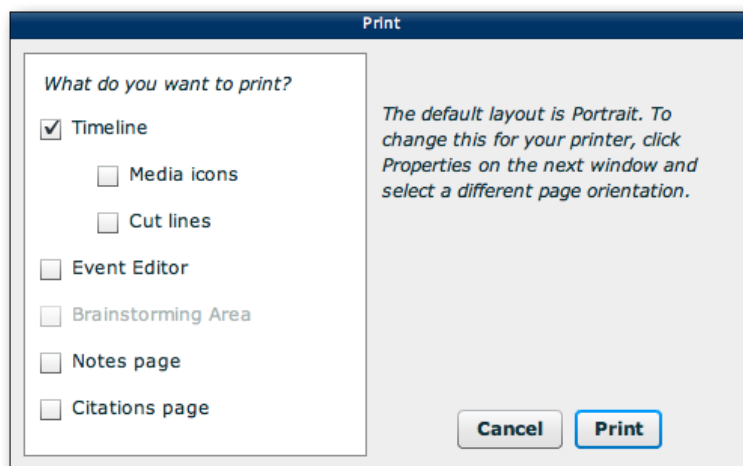 Print
What do you want to print?
Timeline
Media icons
Cut lines
Event Editor
Brainstorming Area
Notes page
Citations page
The default layout is Portrait. To
change this for your printer, click
Properties on the next window and
select a different page orientation.
Cancel
Print